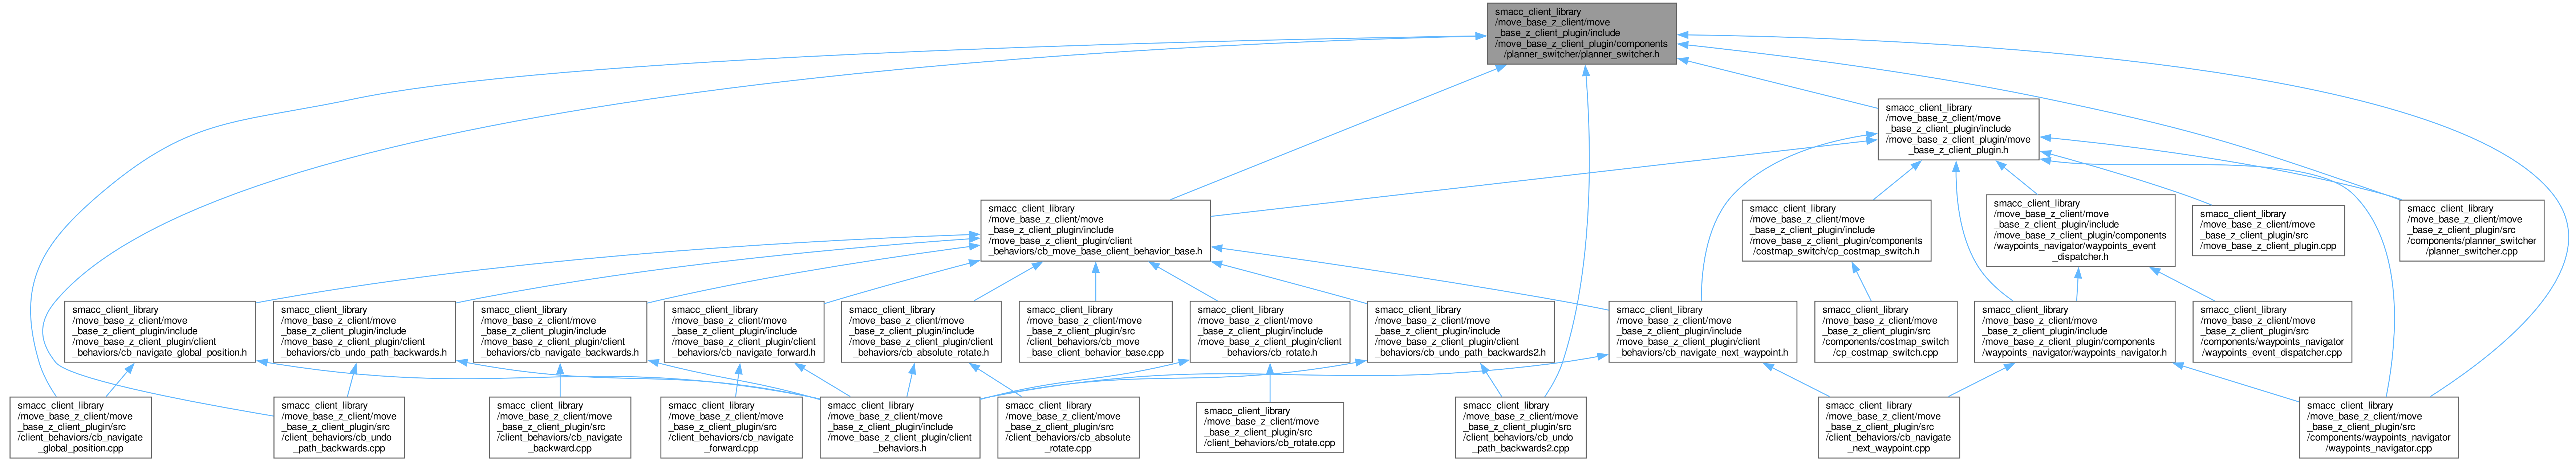 smacc_client_library
/move_base_z_client/move
_base_z_client_plugin/include
/move_base_z_client_plugin/components
/planner_switcher/planner_switcher.h
smacc_client_library
/move_base_z_client/move
_base_z_client_plugin/include
/move_base_z_client_plugin/move
_base_z_client_plugin.h
smacc_client_library
/move_base_z_client/move
_base_z_client_plugin/include
/move_base_z_client_plugin/client
_behaviors/cb_move_base_client_behavior_base.h
smacc_client_library
/move_base_z_client/move
_base_z_client_plugin/include
/move_base_z_client_plugin/components
/costmap_switch/cp_costmap_switch.h
smacc_client_library
/move_base_z_client/move
_base_z_client_plugin/include
/move_base_z_client_plugin/components
/waypoints_navigator/waypoints_event
_dispatcher.h
smacc_client_library
/move_base_z_client/move
_base_z_client_plugin/src
/move_base_z_client_plugin.cpp
smacc_client_library
/move_base_z_client/move
_base_z_client_plugin/src
/components/planner_switcher
/planner_switcher.cpp
smacc_client_library
/move_base_z_client/move
_base_z_client_plugin/include
/move_base_z_client_plugin/client
_behaviors/cb_navigate_global_position.h
smacc_client_library
/move_base_z_client/move
_base_z_client_plugin/include
/move_base_z_client_plugin/client
_behaviors/cb_undo_path_backwards.h
smacc_client_library
/move_base_z_client/move
_base_z_client_plugin/include
/move_base_z_client_plugin/client
_behaviors/cb_navigate_backwards.h
smacc_client_library
/move_base_z_client/move
_base_z_client_plugin/include
/move_base_z_client_plugin/client
_behaviors/cb_navigate_forward.h
smacc_client_library
/move_base_z_client/move
_base_z_client_plugin/include
/move_base_z_client_plugin/client
_behaviors/cb_absolute_rotate.h
smacc_client_library
/move_base_z_client/move
_base_z_client_plugin/src
/client_behaviors/cb_move
_base_client_behavior_base.cpp
smacc_client_library
/move_base_z_client/move
_base_z_client_plugin/include
/move_base_z_client_plugin/client
_behaviors/cb_rotate.h
smacc_client_library
/move_base_z_client/move
_base_z_client_plugin/include
/move_base_z_client_plugin/client
_behaviors/cb_undo_path_backwards2.h
smacc_client_library
/move_base_z_client/move
_base_z_client_plugin/include
/move_base_z_client_plugin/client
_behaviors/cb_navigate_next_waypoint.h
smacc_client_library
/move_base_z_client/move
_base_z_client_plugin/src
/components/costmap_switch
/cp_costmap_switch.cpp
smacc_client_library
/move_base_z_client/move
_base_z_client_plugin/include
/move_base_z_client_plugin/components
/waypoints_navigator/waypoints_navigator.h
smacc_client_library
/move_base_z_client/move
_base_z_client_plugin/src
/components/waypoints_navigator
/waypoints_event_dispatcher.cpp
smacc_client_library
/move_base_z_client/move
_base_z_client_plugin/src
/client_behaviors/cb_navigate
_global_position.cpp
smacc_client_library
/move_base_z_client/move
_base_z_client_plugin/src
/client_behaviors/cb_undo
_path_backwards.cpp
smacc_client_library
/move_base_z_client/move
_base_z_client_plugin/src
/client_behaviors/cb_navigate
_backward.cpp
smacc_client_library
/move_base_z_client/move
_base_z_client_plugin/src
/client_behaviors/cb_navigate
_forward.cpp
smacc_client_library
/move_base_z_client/move
_base_z_client_plugin/include
/move_base_z_client_plugin/client
_behaviors.h
smacc_client_library
/move_base_z_client/move
_base_z_client_plugin/src
/client_behaviors/cb_absolute
_rotate.cpp
smacc_client_library
/move_base_z_client/move
_base_z_client_plugin/src
/client_behaviors/cb_rotate.cpp
smacc_client_library
/move_base_z_client/move
_base_z_client_plugin/src
/client_behaviors/cb_undo
_path_backwards2.cpp
smacc_client_library
/move_base_z_client/move
_base_z_client_plugin/src
/client_behaviors/cb_navigate
_next_waypoint.cpp
smacc_client_library
/move_base_z_client/move
_base_z_client_plugin/src
/components/waypoints_navigator
/waypoints_navigator.cpp